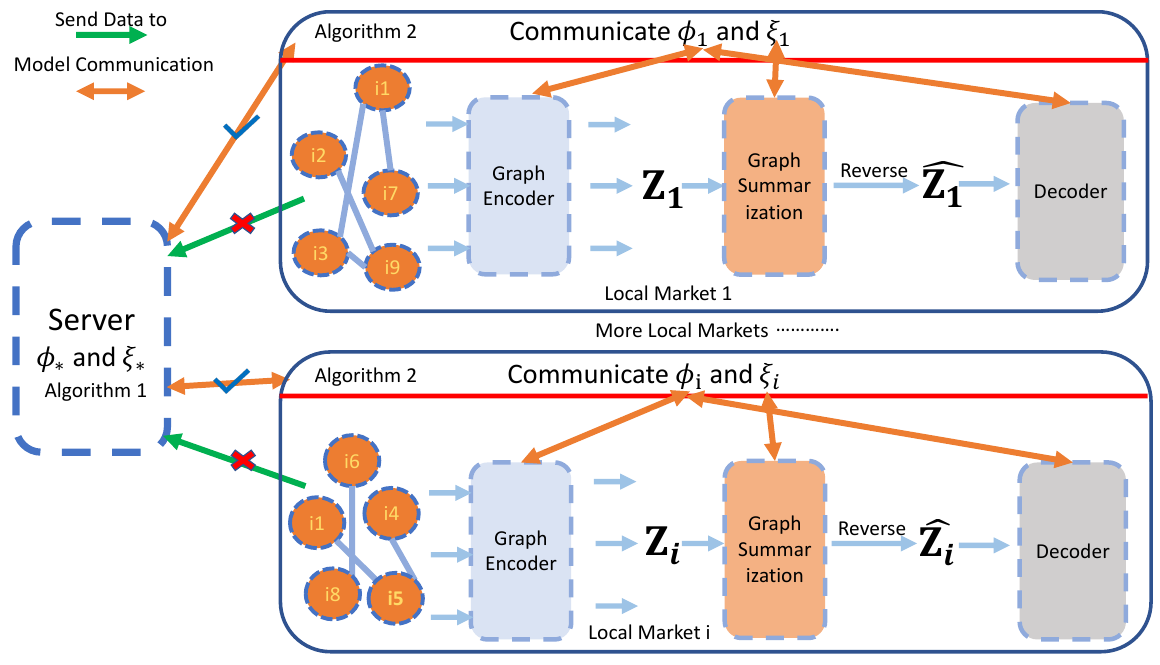 Send Data to
Model Communication
Algorithm 2
Communicate ϕ₁ and ξ₁
i1
i2
i7
i3
i9
Graph
Encoder
Z₁
Graph
Summar
ization
Reverse
Ẑ₁
Decoder
Local Market 1
More Local Markets .............
Server
ϕ* and ξ*
Algorithm 1
Algorithm 2
Communicate ϕᵢ and ξᵢ
i6
i1
i4
i8
i5
Graph
Encoder
Zᵢ
Graph
Summar
ization
Reverse
Ẑᵢ
Decoder
Local Market i